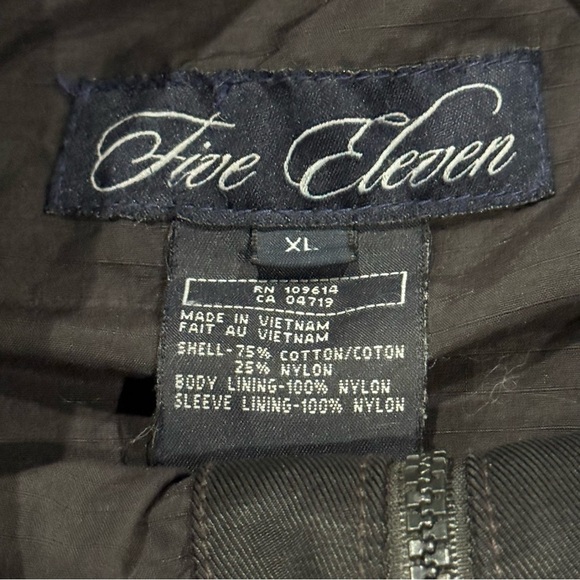 Five Eleven
XL
RN 109614
CA 04719
MADE IN VIETNAM
FAIT AU VIETNAM
SHELL-75% COTTON/COTON
25% NYLON
BODY LINING-100% NYLON
SLEEVE LINING-100% NYLON